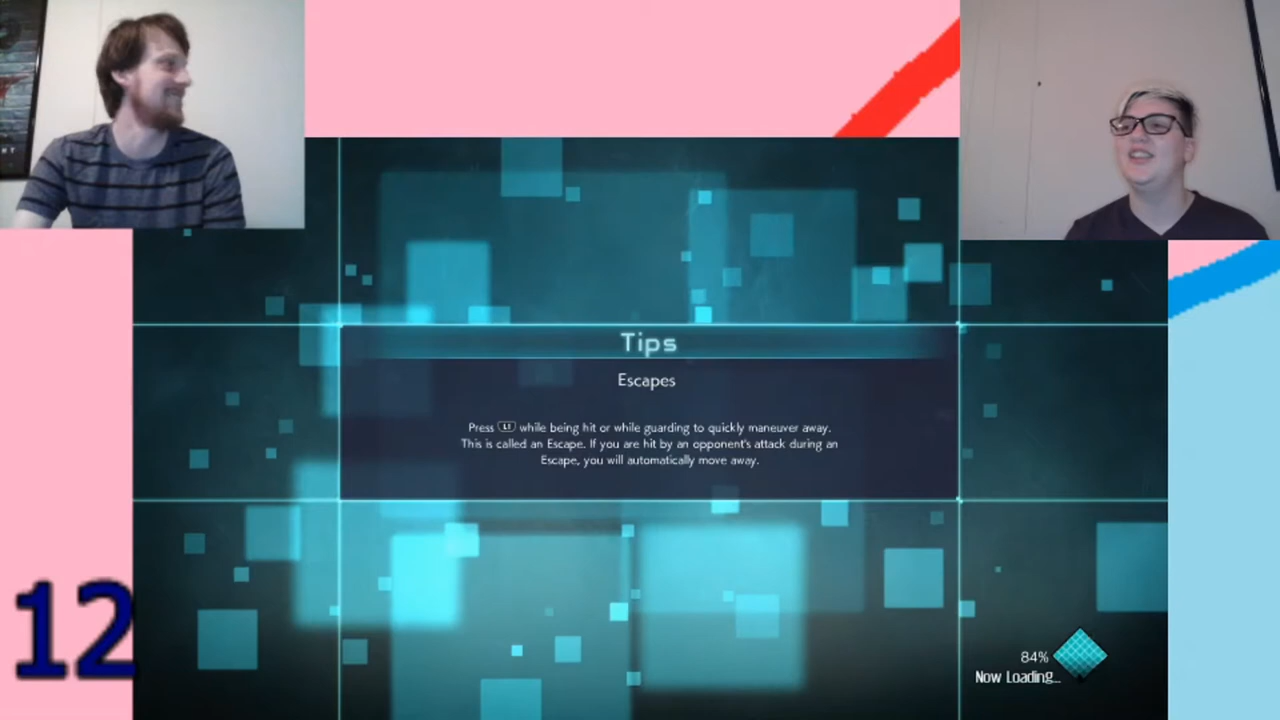 Tips
Escapes
Press LT while being hit or while guarding to quickly maneuver away.
This is called an Escape. If you are hit by an opponent's attack during an
Escape, you will automatically move away.
12
84%
Now Loading...